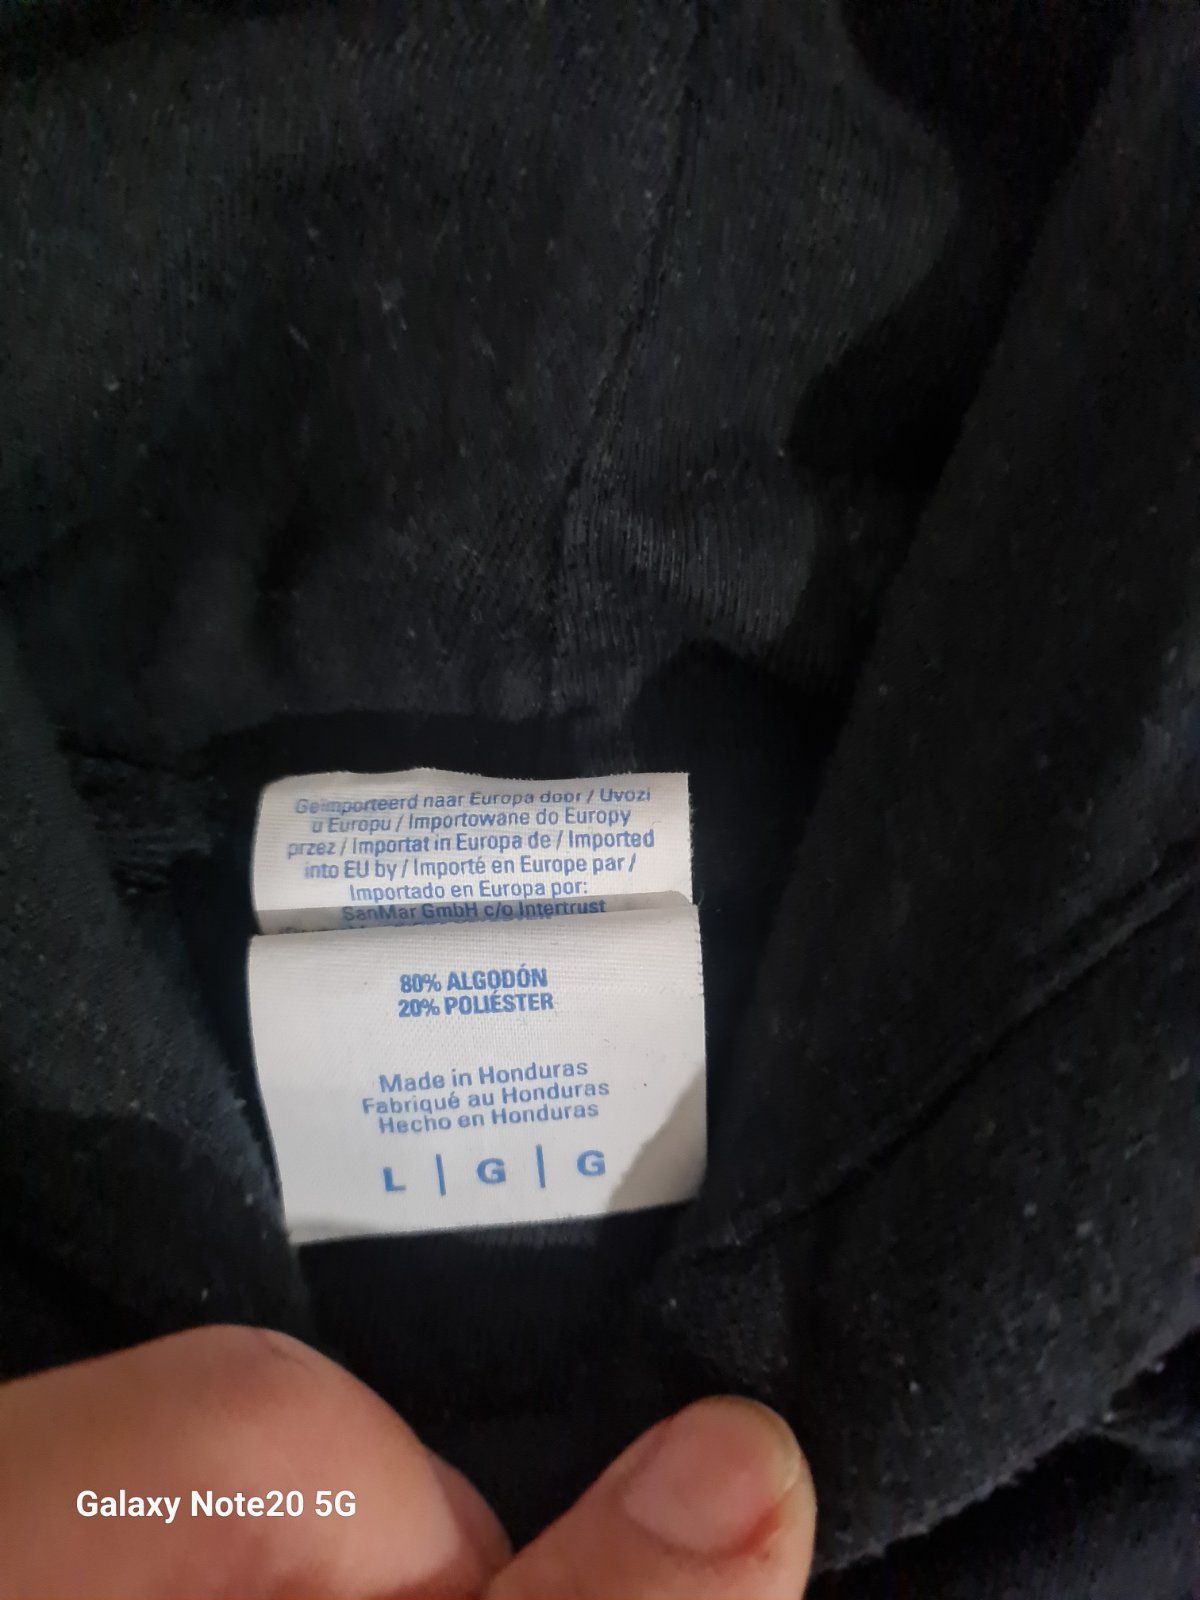 Geïmporteerd naar Europa door / Uvozi
u Europu / Importowane do Europy
przez / Importat in Europa de / Imported
into EU by / Importé en Europe par /
Importado en Europa por:
SanMar GmbH c/o Intertrust
80% ALGODÓN
20% POLIÉSTER
Made in Honduras
Fabriqué au Honduras
Hecho en Honduras
L | G | G
Galaxy Note20 5G